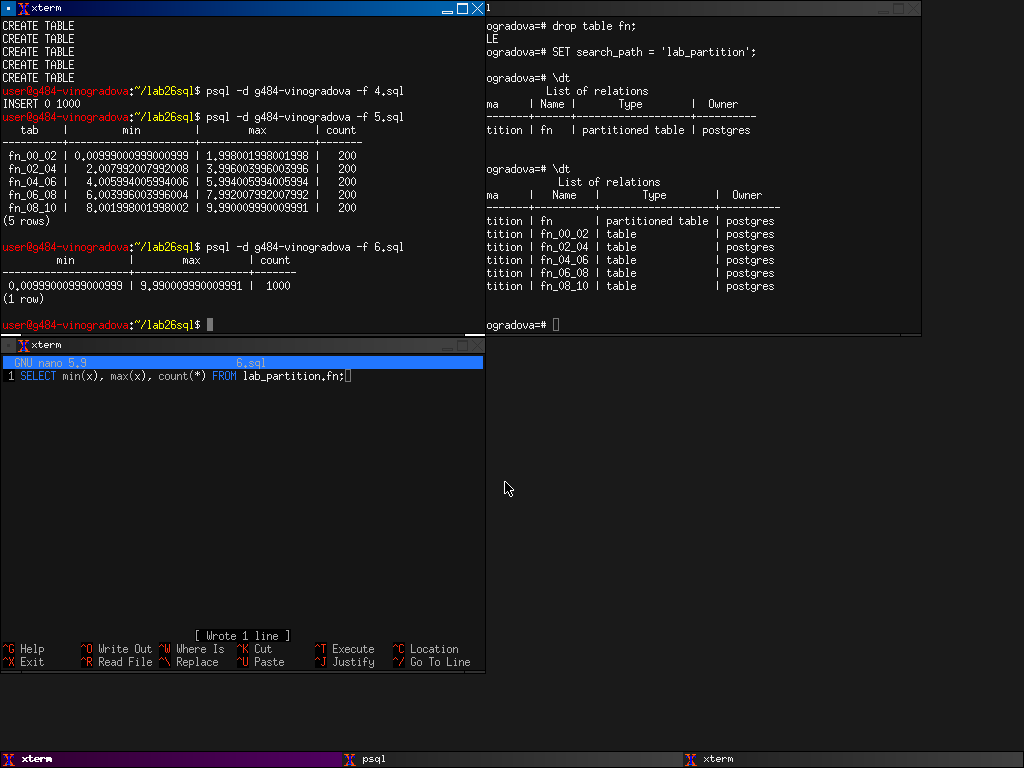 xterm
CREATE TABLE
CREATE TABLE
CREATE TABLE
CREATE TABLE
CREATE TABLE
user@g484-vinogradova:~/lab26sql$ psql -d g484-vinogradova -f 4.sql
INSERT 0 1000
user@g484-vinogradova:~/lab26sql$ psql -d g484-vinogradova -f 5.sql
tab | min | max | count
----------+--------------------+------------------+-------
fn_00_02 | 0.00999000999000999 | 1.998001998001998 | 200
fn_02_04 | 2.007992007992008 | 3.996003996003996 | 200
fn_04_06 | 4.005994005994006 | 5.994005994005994 | 200
fn_06_08 | 6.003996003996004 | 7.992007992007992 | 200
fn_08_10 | 8.001998001998002 | 9.990009990009991 | 200
(5 rows)
user@g484-vinogradova:~/lab26sql$ psql -d g484-vinogradova -f 6.sql
min | max | count
---------------------+-------------------+-------
0.00999000999000999 | 9.990009990009991 | 1000
(1 row)
user@g484-vinogradova:~/lab26sql$
l
ogradova=# drop table fn;
LE
ogradova=# SET search_path = 'lab_partition';
ogradova=# \dt
List of relations
ma | Name | Type | Owner
-------+------+-------------------+----------
tition | fn | partitioned table | postgres
ogradova=# \dt
List of relations
ma | Name | Type | Owner
-------+----------+-------------------+----------
tition | fn | partitioned table | postgres
tition | fn_00_02 | table | postgres
tition | fn_02_04 | table | postgres
tition | fn_04_06 | table | postgres
tition | fn_06_08 | table | postgres
tition | fn_08_10 | table | postgres
ogradova=#
xterm
GNU nano 5.9 6.sql
1 SELECT min(x), max(x), count(*) FROM lab_partition.fn;
[ Wrote 1 line ]
^G Help ^O Write Out ^W Where Is ^K Cut ^T Execute ^C Location
^X Exit ^R Read File ^\ Replace ^U Paste ^J Justify ^/ Go To Line
xterm psql xterm